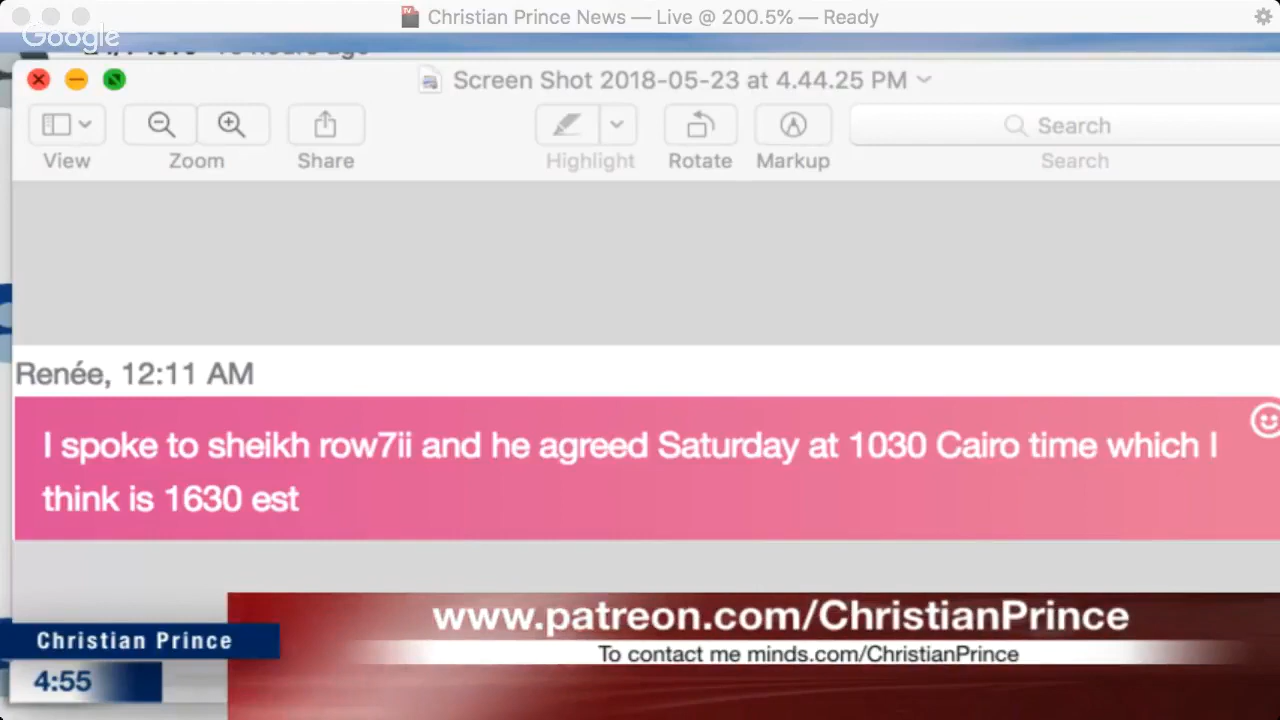 Christian Prince News — Live @ 200.5% — Ready
Google
hours ago
Screen Shot 2018-05-23 at 4.44.25 PM
Search
View
Zoom
Share
Highlight
Rotate
Markup
Search
Renée, 12:11 AM
I spoke to sheikh row7ii and he agreed Saturday at 1030 Cairo time which I
think is 1630 est
www.patreon.com/ChristianPrince
Christian Prince
To contact me minds.com/ChristianPrince
4:55